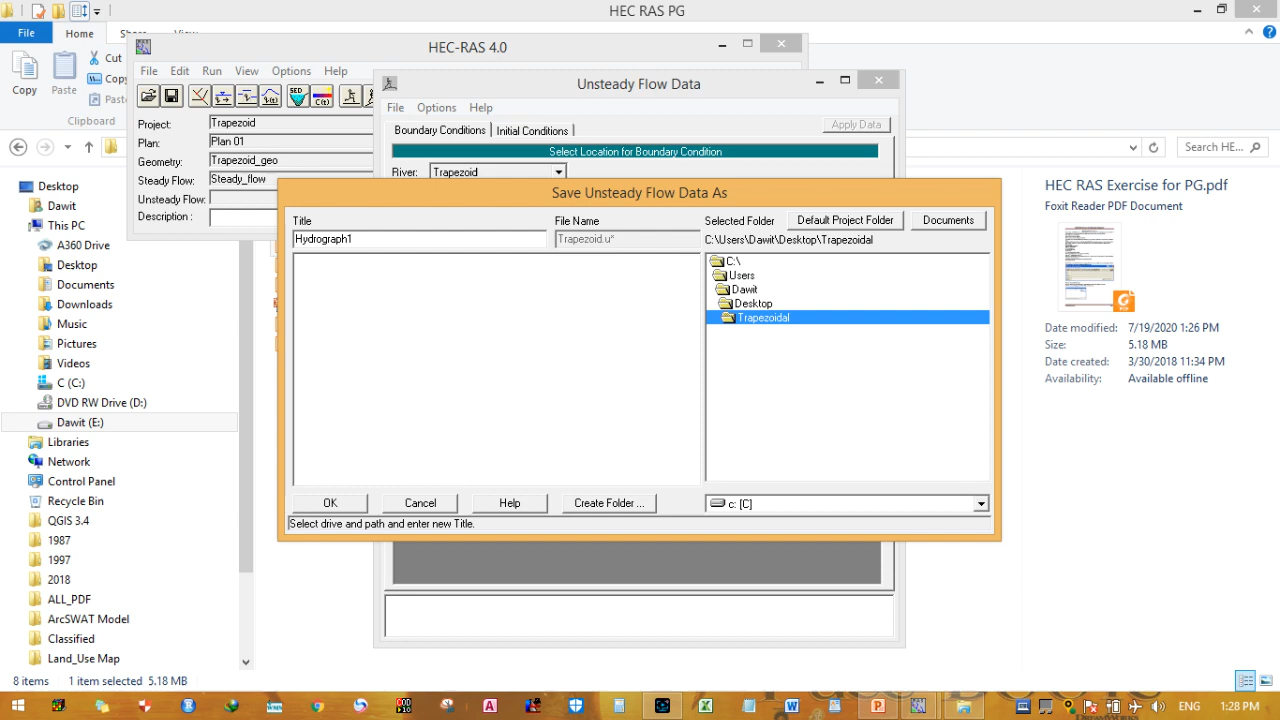 HEC RAS PG
File
Home
View
HEC-RAS 4.0
Copy
Paste
Cut
Copy
Paste
Clipboard
File Edit Run View Options Help
Project: Trapezoid
Plan: Plan 01
Geometry: Trapezoid_geo
Steady Flow: Steady_flow
Unsteady Flow:
Description :
Unsteady Flow Data
File Options Help
Boundary Conditions Initial Conditions Apply Data
Select Location for Boundary Condition
River: Trapezoid
Save Unsteady Flow Data As
Title File Name Selected Folder Default Project Folder Documents
Hydrograph1 Trapezoid.u* C:\Users\Dawit\Desktop\Trapezoidal
C:\
Users
Dawit
Desktop
Trapezoidal
OK Cancel Help Create Folder ... c: [C]
Select drive and path and enter new Title.
Search HE...
Desktop
Dawit
This PC
A360 Drive
Desktop
Documents
Downloads
Music
Pictures
Videos
C (C:)
DVD RW Drive (D:)
Dawit (E:)
Libraries
Network
Control Panel
Recycle Bin
QGIS 3.4
1987
1997
2018
ALL_PDF
ArcSWAT Model
Classified
Land_Use Map
8 items 1 item selected 5.18 MB
HEC RAS Exercise for PG.pdf
Foxit Reader PDF Document
Date modified: 7/19/2020 1:26 PM
Size: 5.18 MB
Date created: 3/30/2018 11:34 PM
Availability: Available offline
ENG 1:28 PM